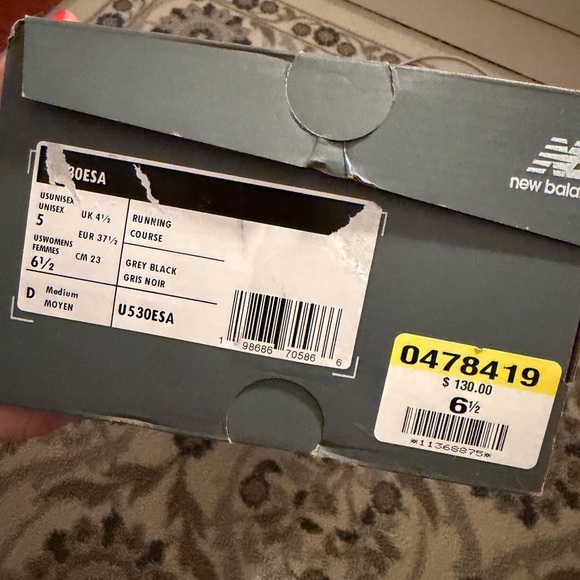 new bala
30ESA
USUNISEX
UNISEX
5
UK 4½
EUR 37½
USWOMENS
FEMMES
6½
CM 23
D Medium
MOYEN
RUNNING
COURSE
GREY BLACK
GRIS NOIR
U530ESA
1 98686 70586 6
0478419
$ 130.00
6½
*11368875*